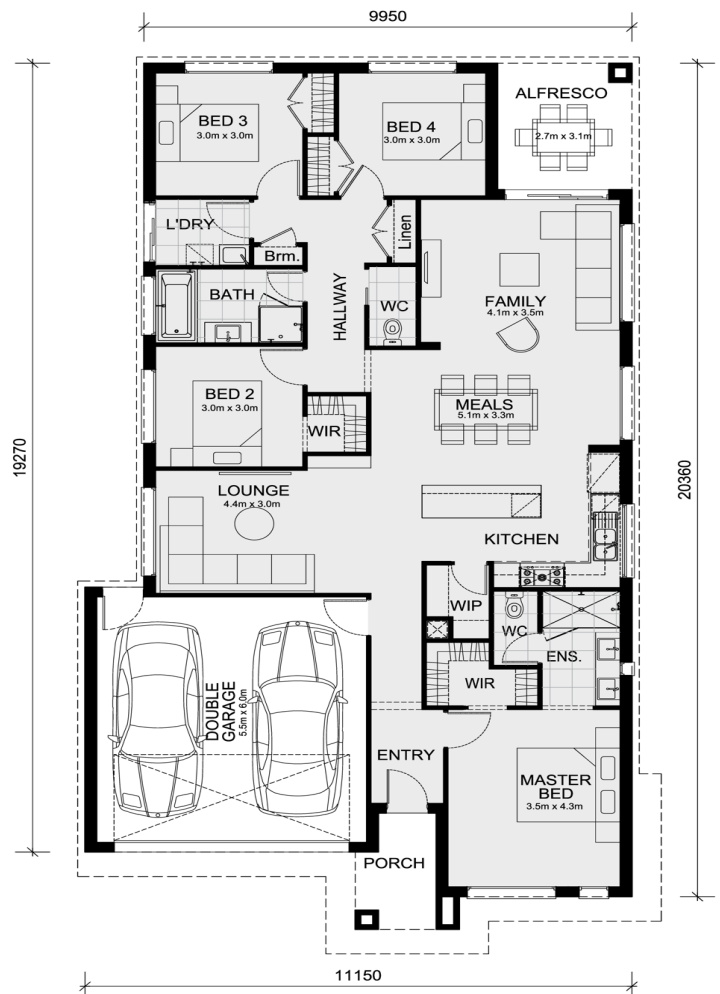 9950
ALFRESCO
2.7m x 3.1m
BED 3
3.0m x 3.0m
BED 4
3.0m x 3.0m
L'DRY
Brm.
Linen
BATH
HALLWAY
WC
FAMILY
4.1m x 3.5m
BED 2
3.0m x 3.0m
WIR
MEALS
5.1m x 3.3m
19270
20360
LOUNGE
4.4m x 3.0m
KITCHEN
WIP
WC
ENS.
WIR
DOUBLE
GARAGE
5.5m x 6.0m
ENTRY
MASTER
BED
3.5m x 4.3m
PORCH
11150